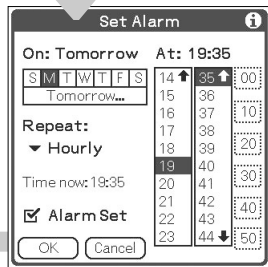 Set Alarm
i
On: Tomorrow At: 19:35
S M T W T F S
Tomorrow...
Repeat:
Hourly
Time now: 19:35
Alarm Set
OK Cancel
14 35 00
15 36
16 37 10
17 38
18 39 20
19 40
20 41 30
21 42
22 43 40
23 44 50